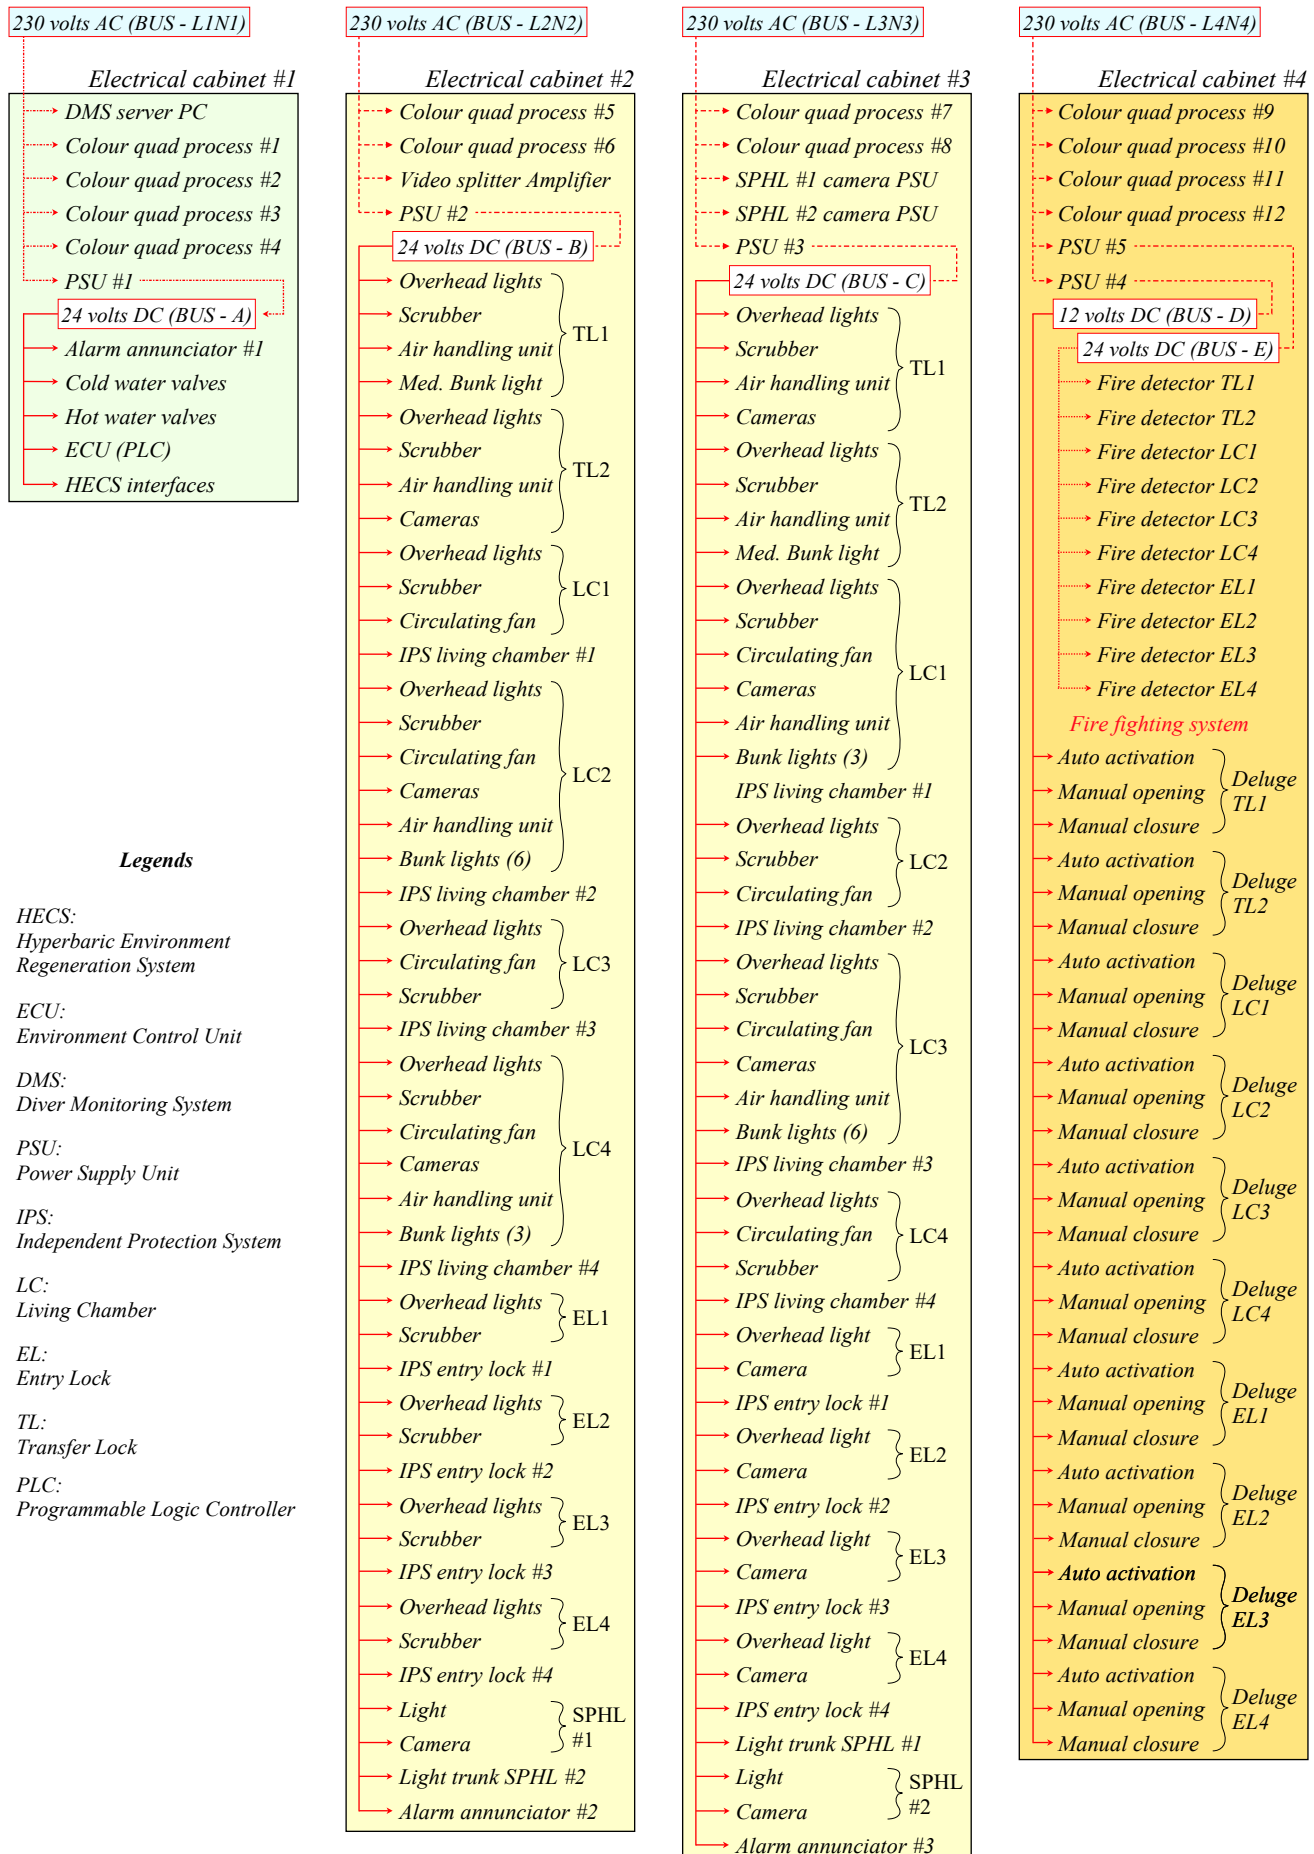 230 volts AC (BUS - L1N1)
Electrical cabinet #1
DMS server PC
Colour quad process #1
Colour quad process #2
Colour quad process #3
Colour quad process #4
PSU #1
24 volts DC (BUS - A)
Alarm annunciator #1
Cold water valves
Hot water valves
ECU (PLC)
HECS interfaces
Legends
HECS:
Hyperbaric Environment
Regeneration System
ECU:
Environment Control Unit
DMS:
Diver Monitoring System
PSU:
Power Supply Unit
IPS:
Independent Protection System
LC:
Living Chamber
EL:
Entry Lock
TL:
Transfer Lock
PLC:
Programmable Logic Controller
230 volts AC (BUS - L2N2)
Electrical cabinet #2
Colour quad process #5
Colour quad process #6
Video splitter Amplifier
PSU #2
24 volts DC (BUS - B)
Overhead lights
Scrubber
Air handling unit
Med. Bunk light
TL1
Overhead lights
Scrubber
Air handling unit
Cameras
TL2
Overhead lights
Scrubber
Circulating fan
LC1
IPS living chamber #1
Overhead lights
Scrubber
Circulating fan
Cameras
Air handling unit
Bunk lights (6)
LC2
IPS living chamber #2
Overhead lights
Circulating fan
Scrubber
LC3
IPS living chamber #3
Overhead lights
Scrubber
Circulating fan
Cameras
Air handling unit
Bunk lights (3)
LC4
IPS living chamber #4
Overhead lights
Scrubber
EL1
IPS entry lock #1
Overhead lights
Scrubber
EL2
IPS entry lock #2
Overhead lights
Scrubber
EL3
IPS entry lock #3
Overhead lights
Scrubber
EL4
IPS entry lock #4
Light
Camera
SPHL
#1
Light trunk SPHL #2
Alarm annunciator #2
230 volts AC (BUS - L3N3)
Electrical cabinet #3
Colour quad process #7
Colour quad process #8
SPHL #1 camera PSU
SPHL #2 camera PSU
PSU #3
24 volts DC (BUS - C)
Overhead lights
Scrubber
Air handling unit
Cameras
TL1
Overhead lights
Scrubber
Air handling unit
Med. Bunk light
TL2
Overhead lights
Scrubber
Circulating fan
Cameras
Air handling unit
Bunk lights (3)
LC1
IPS living chamber #1
Overhead lights
Scrubber
Circulating fan
LC2
IPS living chamber #2
Overhead lights
Scrubber
Circulating fan
Cameras
Air handling unit
Bunk lights (6)
LC3
IPS living chamber #3
Overhead lights
Circulating fan
Scrubber
LC4
IPS living chamber #4
Overhead light
Camera
EL1
IPS entry lock #1
Overhead light
Camera
EL2
IPS entry lock #2
Overhead light
Camera
EL3
IPS entry lock #3
Overhead light
Camera
EL4
IPS entry lock #4
Light trunk SPHL #1
Light
Camera
SPHL
#2
Alarm annunciator #3
230 volts AC (BUS - L4N4)
Electrical cabinet #4
Colour quad process #9
Colour quad process #10
Colour quad process #11
Colour quad process #12
PSU #5
PSU #4
12 volts DC (BUS - D)
24 volts DC (BUS - E)
Fire detector TL1
Fire detector TL2
Fire detector LC1
Fire detector LC2
Fire detector LC3
Fire detector LC4
Fire detector EL1
Fire detector EL2
Fire detector EL3
Fire detector EL4
Fire fighting system
Auto activation
Manual opening
Manual closure
Deluge
TL1
Auto activation
Manual opening
Manual closure
Deluge
TL2
Auto activation
Manual opening
Manual closure
Deluge
LC1
Auto activation
Manual opening
Manual closure
Deluge
LC2
Auto activation
Manual opening
Manual closure
Deluge
LC3
Auto activation
Manual opening
Manual closure
Deluge
LC4
Auto activation
Manual opening
Manual closure
Deluge
EL1
Auto activation
Manual opening
Manual closure
Deluge
EL2
Auto activation
Manual opening
Manual closure
Deluge
EL3
Auto activation
Manual opening
Manual closure
Deluge
EL4